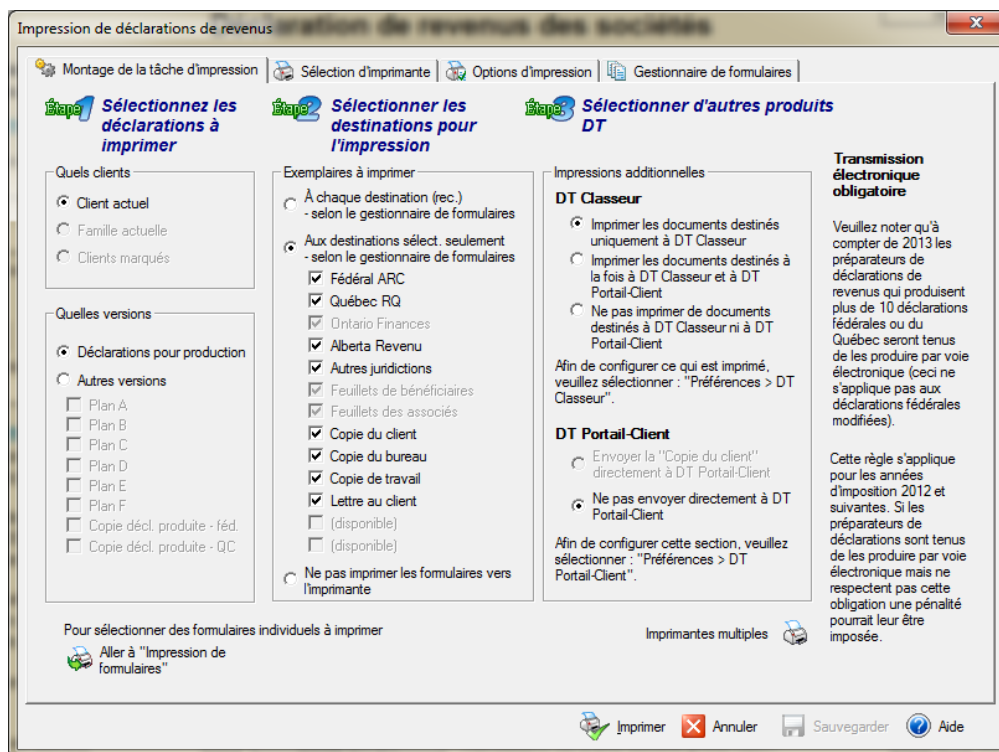 Déclaration de revenus des sociétés
Impression de déclarations de revenus
Montage de la tâche d'impression
Sélection d'imprimante
Options d'impression
Gestionnaire de formulaires
Étape 1
Sélectionnez les
déclarations à
imprimer
Quels clients
Client actuel
Famille actuelle
Clients marqués
Quelles versions
Déclarations pour production
Autres versions
Plan A
Plan B
Plan C
Plan D
Plan E
Plan F
Copie décl. produite - féd.
Copie décl. produite - QC
Étape 2
Sélectionner les
destinations pour
l'impression
Exemplaires à imprimer
À chaque destination (rec.)
- selon le gestionnaire de formulaires
Aux destinations sélect. seulement
- selon le gestionnaire de formulaires
Fédéral ARC
Québec RQ
Ontario Finances
Alberta Revenu
Autres juridictions
Feuillets de bénéficiaires
Feuillets des associés
Copie du client
Copie du bureau
Copie de travail
Lettre au client
(disponible)
(disponible)
Ne pas imprimer les formulaires vers
l'imprimante
Étape 3
Sélectionner d'autres produits
DT
Impressions additionnelles
DT Classeur
Imprimer les documents destinés
uniquement à DT Classeur
Imprimer les documents destinés à
la fois à DT Classeur et à DT
Portail-Client
Ne pas imprimer de documents
destinés à DT Classeur ni à DT
Portail-Client
Afin de configurer ce qui est imprimé,
veuillez sélectionner : "Préférences > DT
Classeur".
DT Portail-Client
Envoyer la "Copie du client"
directement à DT Portail-Client
Ne pas envoyer directement à DT
Portail-Client
Afin de configurer cette section, veuillez
sélectionner : "Préférences > DT
Portail-Client".
Transmission
électronique
obligatoire
Veuillez noter qu'à
compter de 2013 les
préparateurs de
déclarations de
revenus qui produisent
plus de 10 déclarations
fédérales ou du
Québec seront tenus
de les produire par voie
électronique (ceci ne
s'applique pas aux
déclarations fédérales
modifiées).
Cette règle s'applique
pour les années
d'imposition 2012 et
suivantes. Si les
préparateurs de
déclarations sont tenus
de les produire par voie
électronique mais ne
respectent pas cette
obligation une pénalité
pourrait leur être
imposée.
Pour sélectionner des formulaires individuels à imprimer
Aller à "Impression de
formulaires"
Imprimantes multiples
Imprimer
Annuler
Sauvegarder
Aide